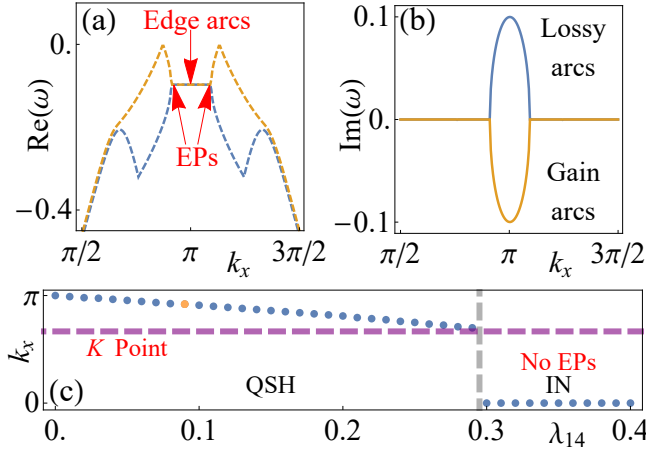 (a) Edge arcs
0.
Re(ω)
EPs
−0.4
π/2 π k_x 3π/2
0.1 (b) Lossy arcs
Im(ω)
0.
Gain arcs
−0.1
π/2 π k_x 3π/2
π
K Point
k_x
No EPs
(c) QSH IN
0
0. 0.1 0.2 0.3 λ_14 0.4